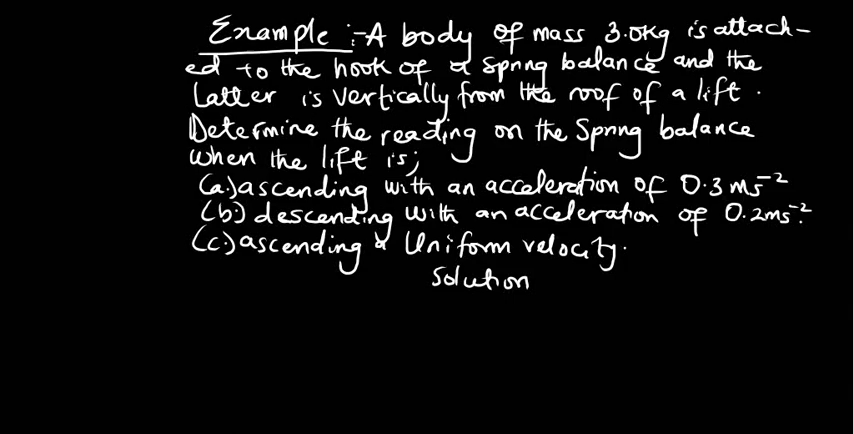 Example :- A body of mass 3.0kg is attach-
ed to the hook of a spring balance and the
latter is vertically from the roof of a lift.
Determine the reading on the spring balance
when the lift is;
(a.) ascending with an acceleration of 0.3 ms⁻²
(b.) descending with an acceleration of 0.2ms⁻².
(c.) ascending a Uniform velocity.
Solution